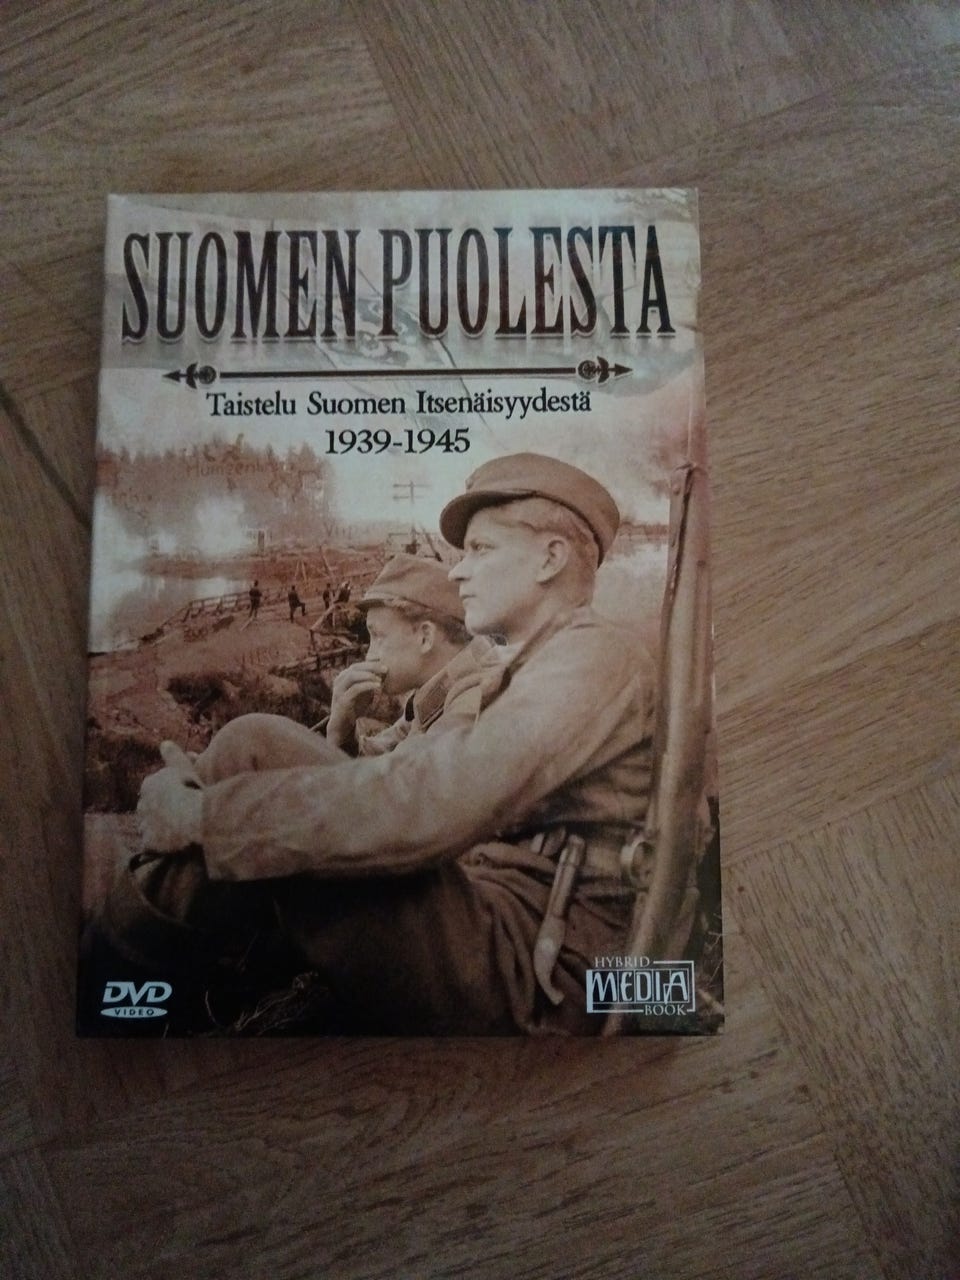 SUOMEN PUOLESTA
Taistelu Suomen Itsenäisyydestä
1939-1945
DVD
VIDEO
HYBRID
MEDIA
BOOK